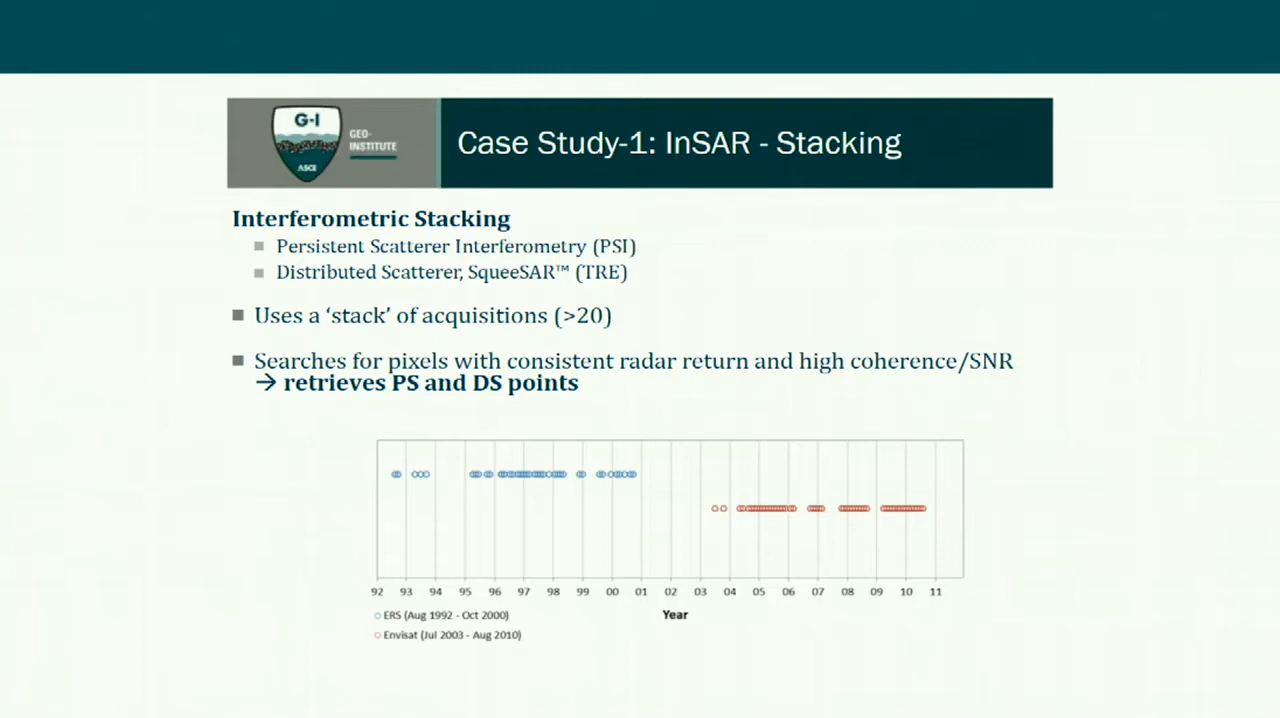 G-I
GEO-
INSTITUTE
ASCE
Case Study-1: InSAR - Stacking
Interferometric Stacking
Persistent Scatterer Interferometry (PSI)
Distributed Scatterer, SqueeSAR™ (TRE)
Uses a ‘stack’ of acquisitions (>20)
Searches for pixels with consistent radar return and high coherence/SNR
→ retrieves PS and DS points
92 93 94 95 96 97 98 99 00 01 02 03 04 05 06 07 08 09 10 11
ERS (Aug 1992 - Oct 2000)
Year
Envisat (Jul 2003 - Aug 2010)